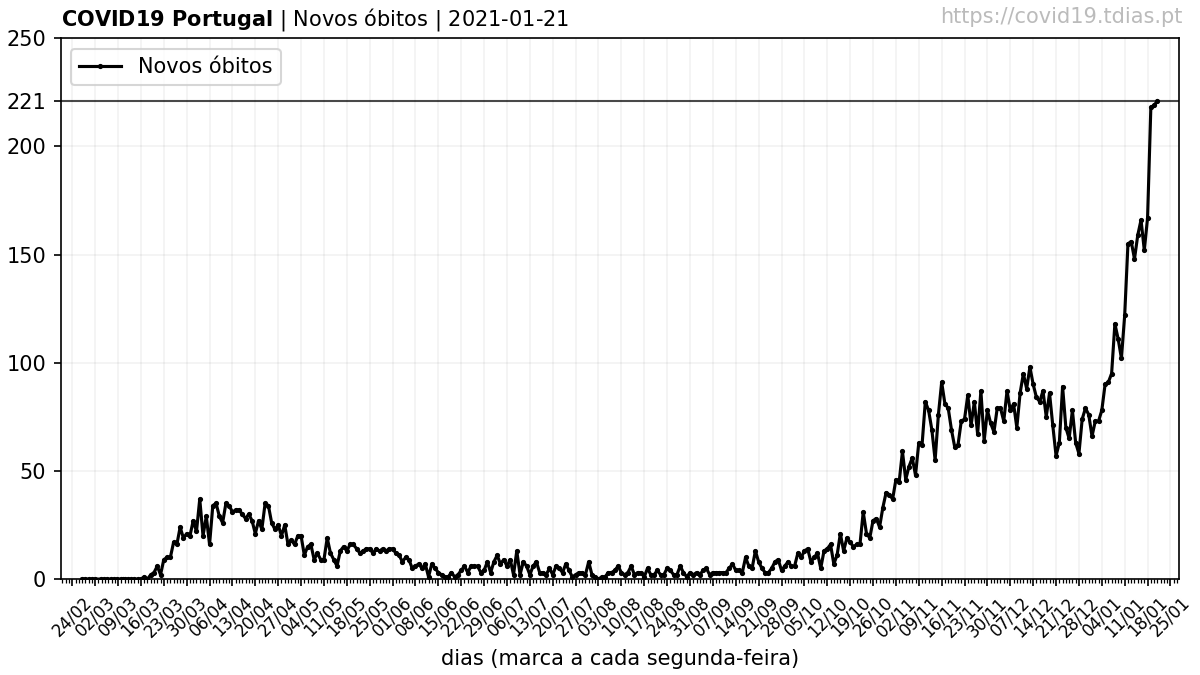 COVID19 Portugal | Novos óbitos | 2021-01-21
https://covid19.tdias.pt
Novos óbitos
250
221
200
150
100
50
0
24/02 02/03 09/03 16/03 23/03 30/03 06/04 13/04 20/04 27/04 04/05 11/05 18/05 25/05 01/06 08/06 15/06 22/06 29/06 06/07 13/07 20/07 27/07 03/08 10/08 17/08 24/08 31/08 07/09 14/09 21/09 28/09 05/10 12/10 19/10 26/10 02/11 09/11 16/11 23/11 30/11 07/12 14/12 21/12 28/12 04/01 11/01 18/01 25/01
dias (marca a cada segunda-feira)